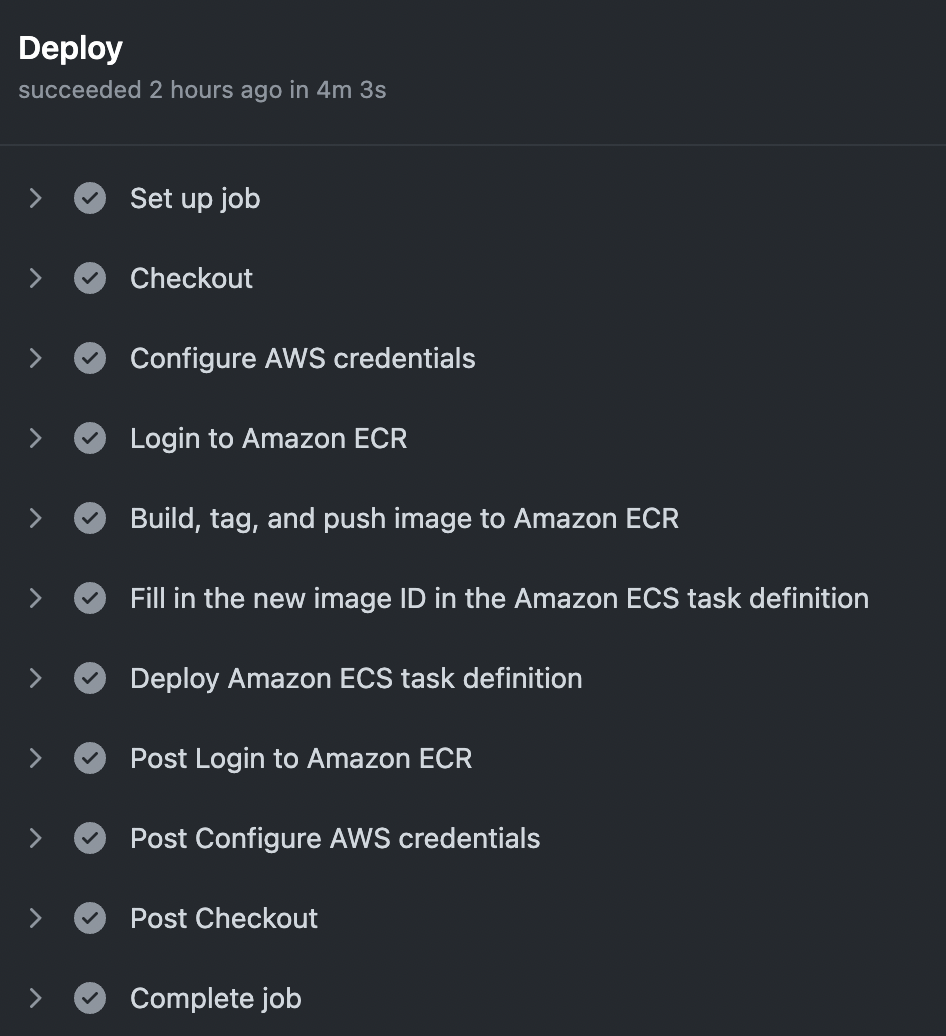 Deploy
succeeded 2 hours ago in 4m 3s
Set up job
Checkout
Configure AWS credentials
Login to Amazon ECR
Build, tag, and push image to Amazon ECR
Fill in the new image ID in the Amazon ECS task definition
Deploy Amazon ECS task definition
Post Login to Amazon ECR
Post Configure AWS credentials
Post Checkout
Complete job